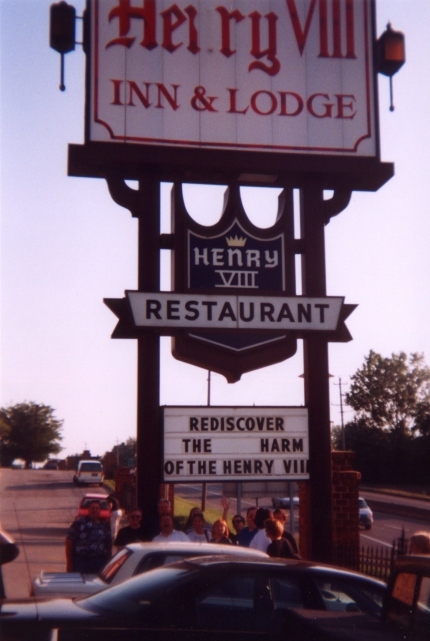 Henry VIII
INN & LODGE
HENRY
VIII
RESTAURANT
REDISCOVER
THE HARM
OF THE HENRY VIII